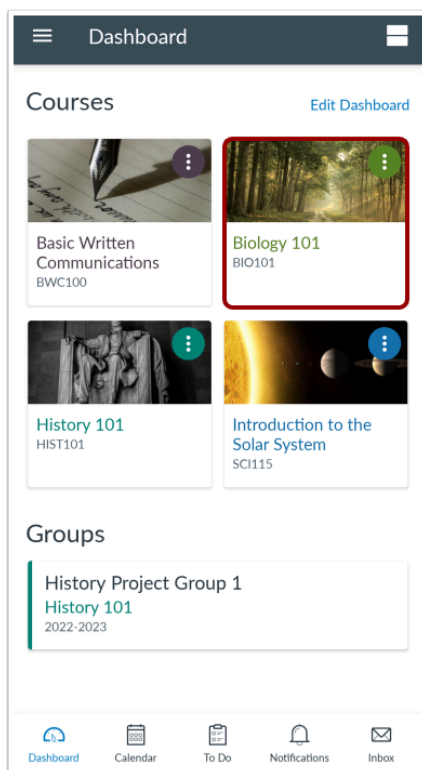 Dashboard
Courses
Edit Dashboard
Basic Written
Communications
BWC100
Biology 101
BIO101
History 101
HIST101
Introduction to the
Solar System
SCI115
Groups
History Project Group 1
History 101
2022-2023
Dashboard
Calendar
To Do
Notifications
Inbox